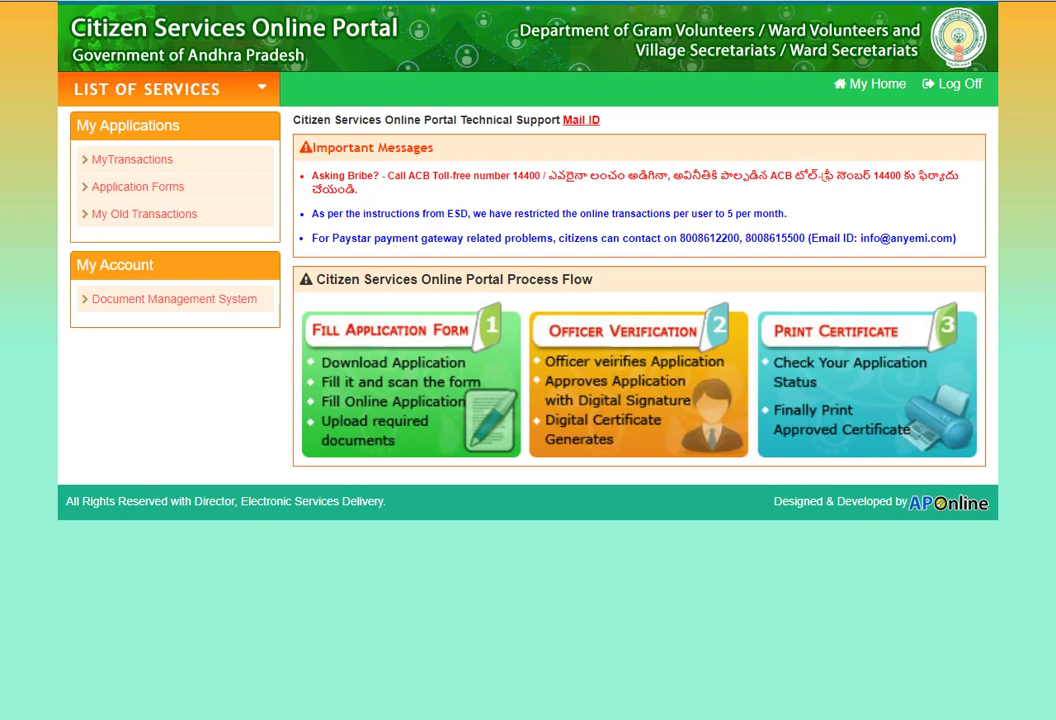 Citizen Services Online Portal
Government of Andhra Pradesh
Department of Gram Volunteers / Ward Volunteers and
Village Secretariats / Ward Secretariats
LIST OF SERVICES
My Home
Log Off
My Applications
MyTransactions
Application Forms
My Old Transactions
My Account
Document Management System
Citizen Services Online Portal Technical Support Mail ID
Important Messages
Asking Bribe? - Call ACB Toll-free number 14400 / ఎవరైనా లంచం అడిగినా, అవినీతికి పాల్పడిన ACB టోల్-ఫ్రీ నెంబర్ 14400 కు ఫిర్యాదు
చేయండి.
As per the instructions from ESD, we have restricted the online transactions per user to 5 per month.
For Paystar payment gateway related problems, citizens can contact on 8008612200, 8008615500 (Email ID: info@anyemi.com)
Citizen Services Online Portal Process Flow
FILL APPLICATION FORM 1
Download Application
Fill it and scan the form
Fill Online Application
Upload required
documents
OFFICER VERIFICATION 2
Officer veirifies Application
Approves Application
with Digital Signature
Digital Certificate
Generates
PRINT CERTIFICATE 3
Check Your Application
Status
Finally Print
Approved Certificate
All Rights Reserved with Director, Electronic Services Delivery.
Designed & Developed by APOnline